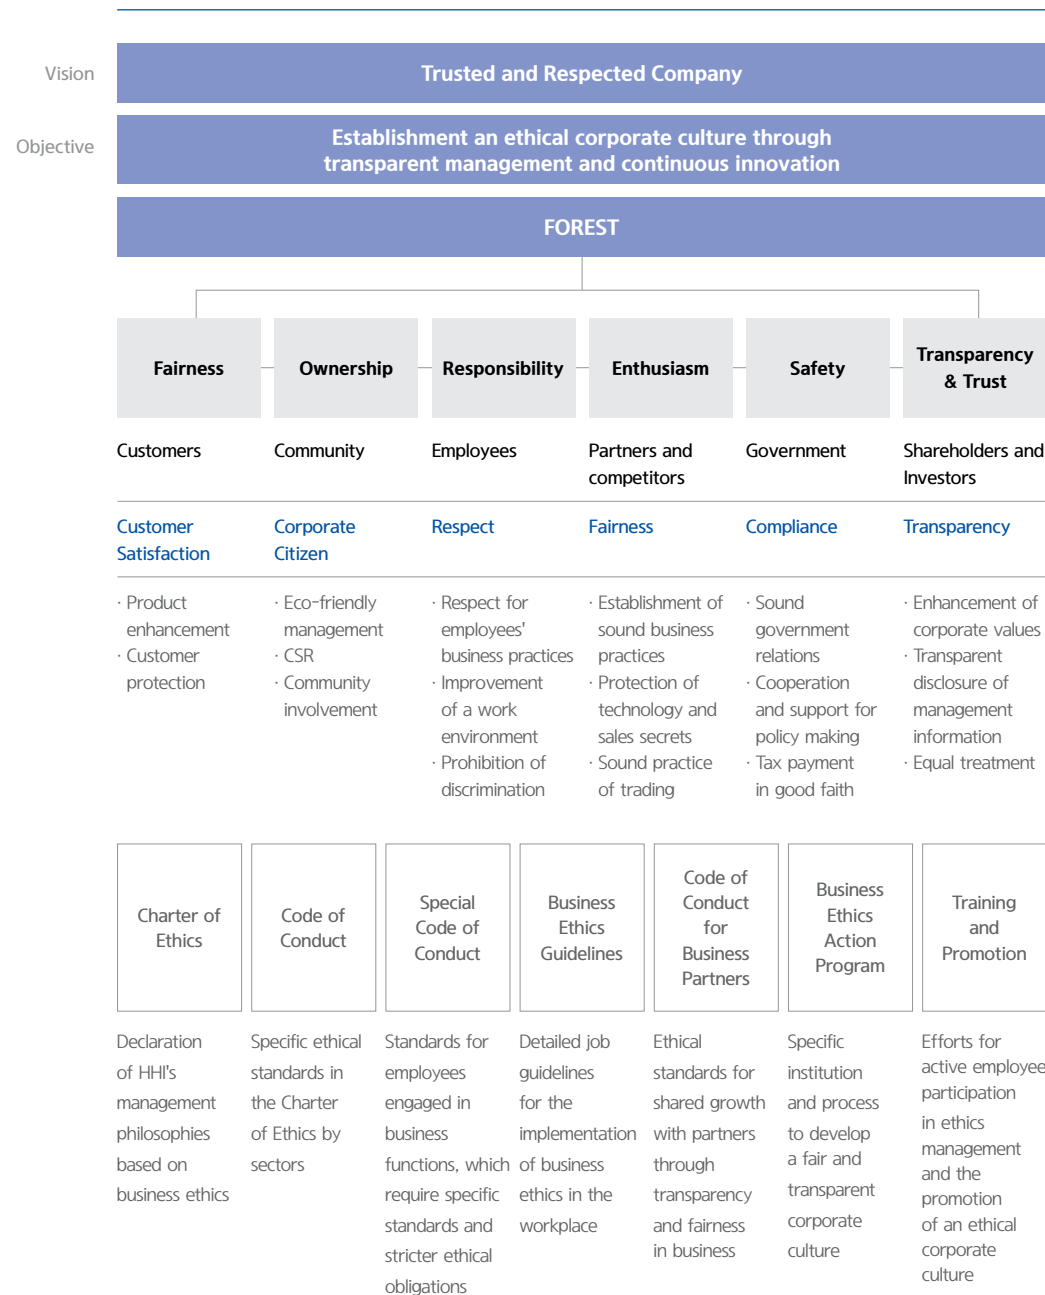 Vision
Trusted and Respected Company
Objective
Establishment an ethical corporate culture through
transparent management and continuous innovation
FOREST
Fairness
Ownership
Responsibility
Enthusiasm
Safety
Transparency
& Trust
Customers
Community
Employees
Partners and
competitors
Government
Shareholders and
Investors
Customer
Satisfaction
Corporate
Citizen
Respect
Fairness
Compliance
Transparency
· Product
enhancement
· Customer
protection
· Eco-friendly
management
· CSR
· Community
involvement
· Respect for
employees'
business practices
· Improvement
of a work
environment
· Prohibition of
discrimination
· Establishment of
sound business
practices
· Protection of
technology and
sales secrets
· Sound practice
of trading
· Sound
government
relations
· Cooperation
and support for
policy making
· Tax payment
in good faith
· Enhancement of
corporate values
· Transparent
disclosure of
management
information
· Equal treatment
Charter of
Ethics
Code of
Conduct
Special
Code of
Conduct
Business
Ethics
Guidelines
Code of
Conduct
for
Business
Partners
Business
Ethics
Action
Program
Training
and
Promotion
Declaration
of HHI's
management
philosophies
based on
business ethics
Specific ethical
standards in
the Charter
of Ethics by
sectors
Standards for
employees
engaged in
business
functions, which
require specific
standards and
stricter ethical
obligations
Detailed job
guidelines
for the
implementation
of business
ethics in the
workplace
Ethical
standards for
shared growth
with partners
through
transparency
and fairness
in business
Specific
institution
and process
to develop
a fair and
transparent
corporate
culture
Efforts for
active employee
participation
in ethics
management
and the
promotion
of an ethical
corporate
culture